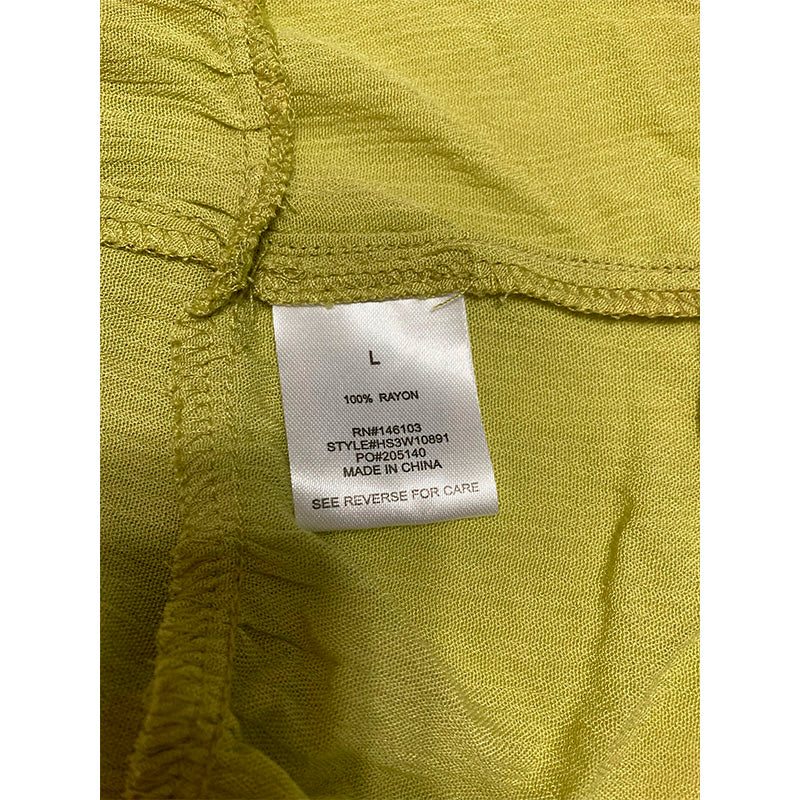 L
100% RAYON
RN#146103
STYLE#HS3W10891
PO#205140
MADE IN CHINA
SEE REVERSE FOR CARE